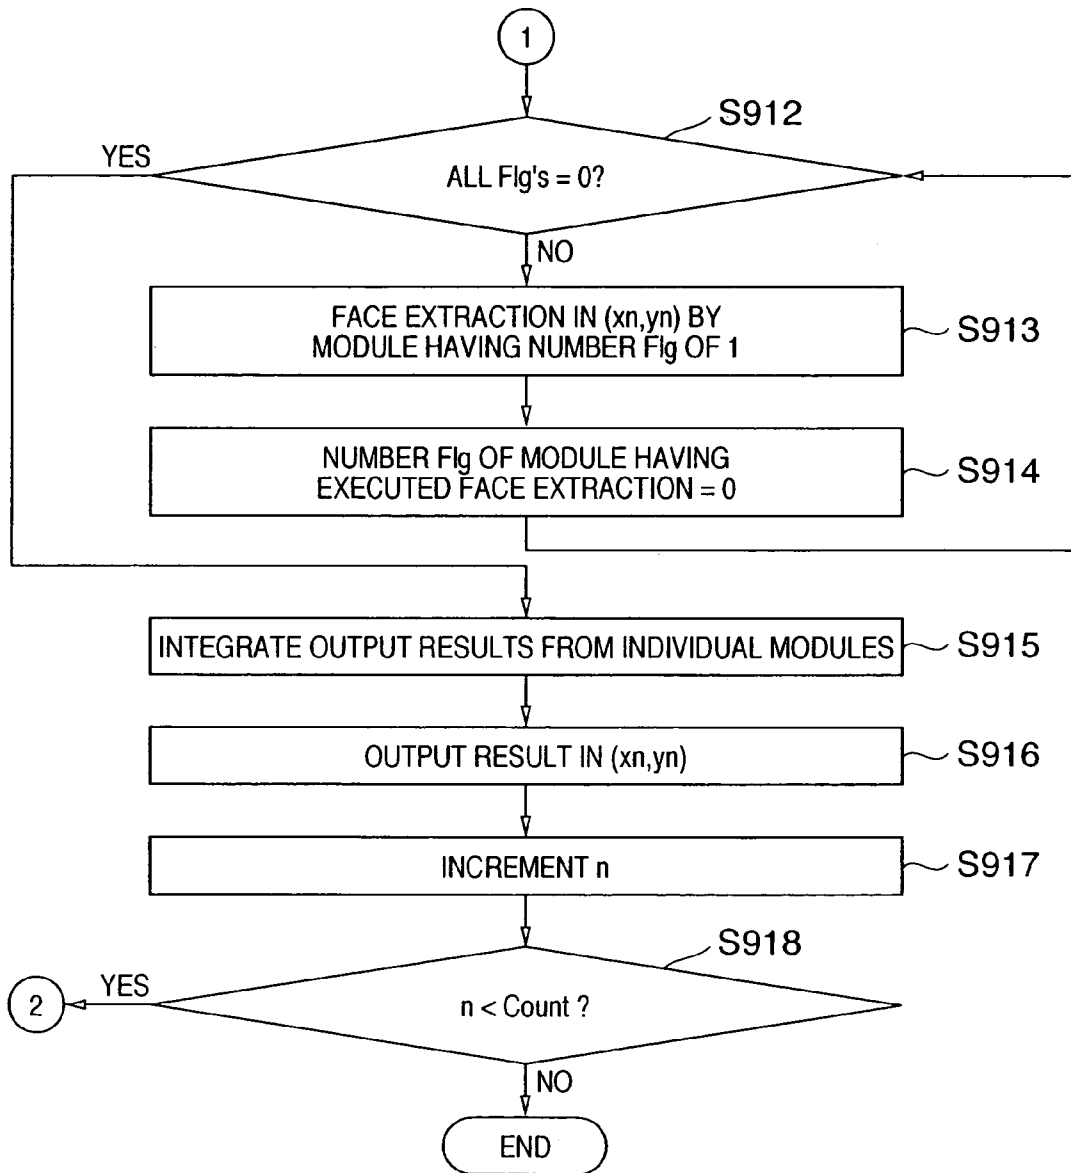 1
S912
YES
ALL Flg's = 0?
NO
FACE EXTRACTION IN (xn,yn) BY
MODULE HAVING NUMBER Flg OF 1
S913
NUMBER Flg OF MODULE HAVING
EXECUTED FACE EXTRACTION = 0
S914
INTEGRATE OUTPUT RESULTS FROM INDIVIDUAL MODULES
S915
OUTPUT RESULT IN (xn,yn)
S916
INCREMENT n
S917
S918
2
YES
n < Count ?
NO
END